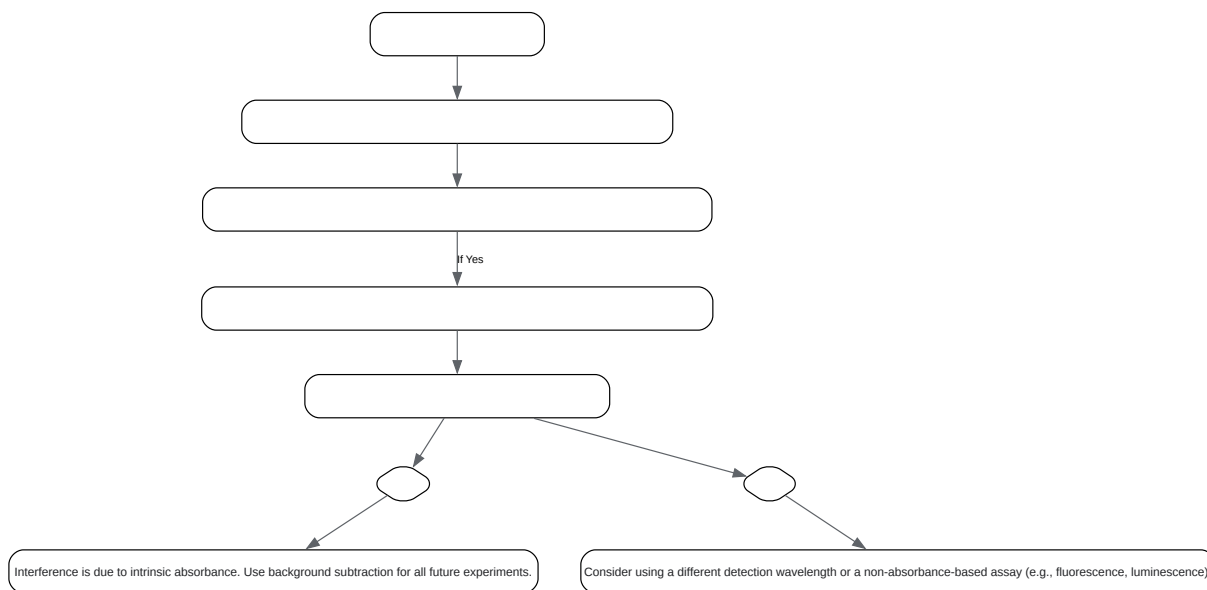 If Yes
Interference is due to intrinsic absorbance. Use background subtraction for all future experiments.
Consider using a different detection wavelength or a non-absorbance-based assay (e.g., fluorescence, luminescence)